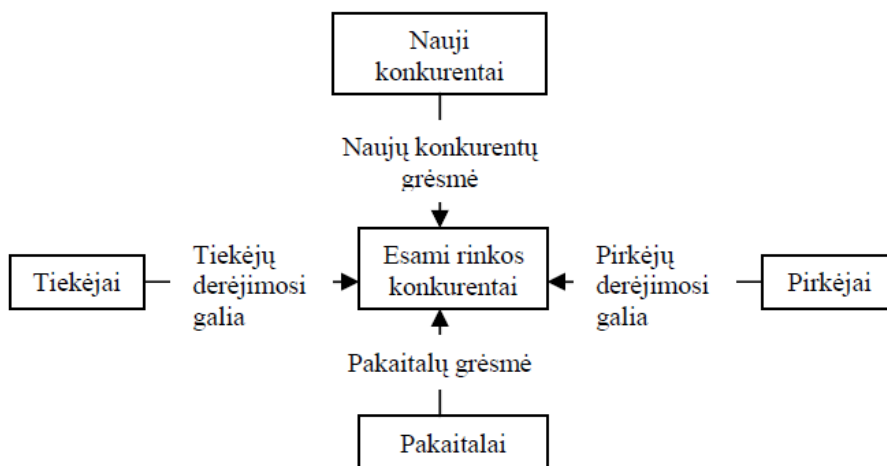 Nauji
konkurentai
Naujų konkurentų
grėsmė
Tiekėjai
Tiekėjų
derėjimosi
galia
Esami rinkos
konkurentai
Pirkėjų
derėjimosi
galia
Pirkėjai
Pakaitalų grėsmė
Pakaitalai